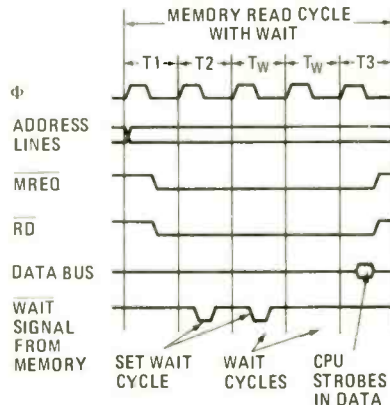 MEMORY READ CYCLE
WITH WAIT
T1 T2 TW TW T3
Φ
ADDRESS
LINES
MREQ
RD
DATA BUS
WAIT
SIGNAL
FROM
MEMORY
SET WAIT
CYCLE
WAIT
CYCLES
CPU
STROBES
IN DATA